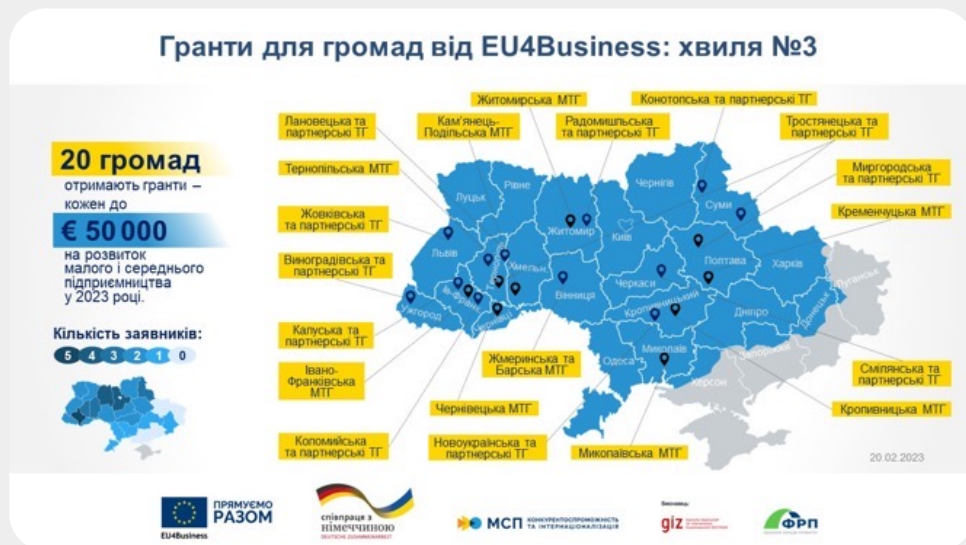 Гранти для громад від EU4Business: хвиля №3
20 громад
отримають гранти –
кожен до
€ 50 000
на розвиток
малого і середнього
підприємництва
у 2023 році.
Кількість заявників:
5 4 3 2 1 0
Житомирська МТГ
Конотопська та партнерські ТГ
Лановецька та
партнерські ТГ
Кам'янець-
Подільська МТГ
Радомишльська
та партнерські ТГ
Тростянецька та
партнерські ТГ
Тернопільська МТГ
Миргородська
та партнерські ТГ
Жовківська та
партнерські ТГ
Кременчуцька МТГ
Виноградівська та
партнерські ТГ
Калуська та
партнерські ТГ
Івано-
Франківська
МТГ
Жмеринська та
Барська МТГ
Смілянська та
партнерські ТГ
Чернівецька МТГ
Кропивницька МТГ
Коломийська
та партнерські ТГ
Новоукраїнська та
партнерські ТГ
Миколаївська МТГ
Луцьк
Рівне
Чернігів
Суми
Житомир
Київ
Львів
Хмельн.
Полтава
Харків
Вінниця
Черкаси
Ів-Франк.
Ужгород
Чернівці
Кропивницький
Дніпро
Донецьк
Луганськ
Одеса
Миколаїв
Запоріжжя
Херсон
20.02.2023
EU4Business
ПРЯМУЄМО
РАЗОМ
співпраця з
німеччиною
DEUTSCHE ZUSAMMENARBEIT
МСП
КОНКУРЕНТОСПРОМОЖНІСТЬ
ТА ІНТЕРНАЦІОНАЛІЗАЦІЯ
Виконавець:
giz
ФРП